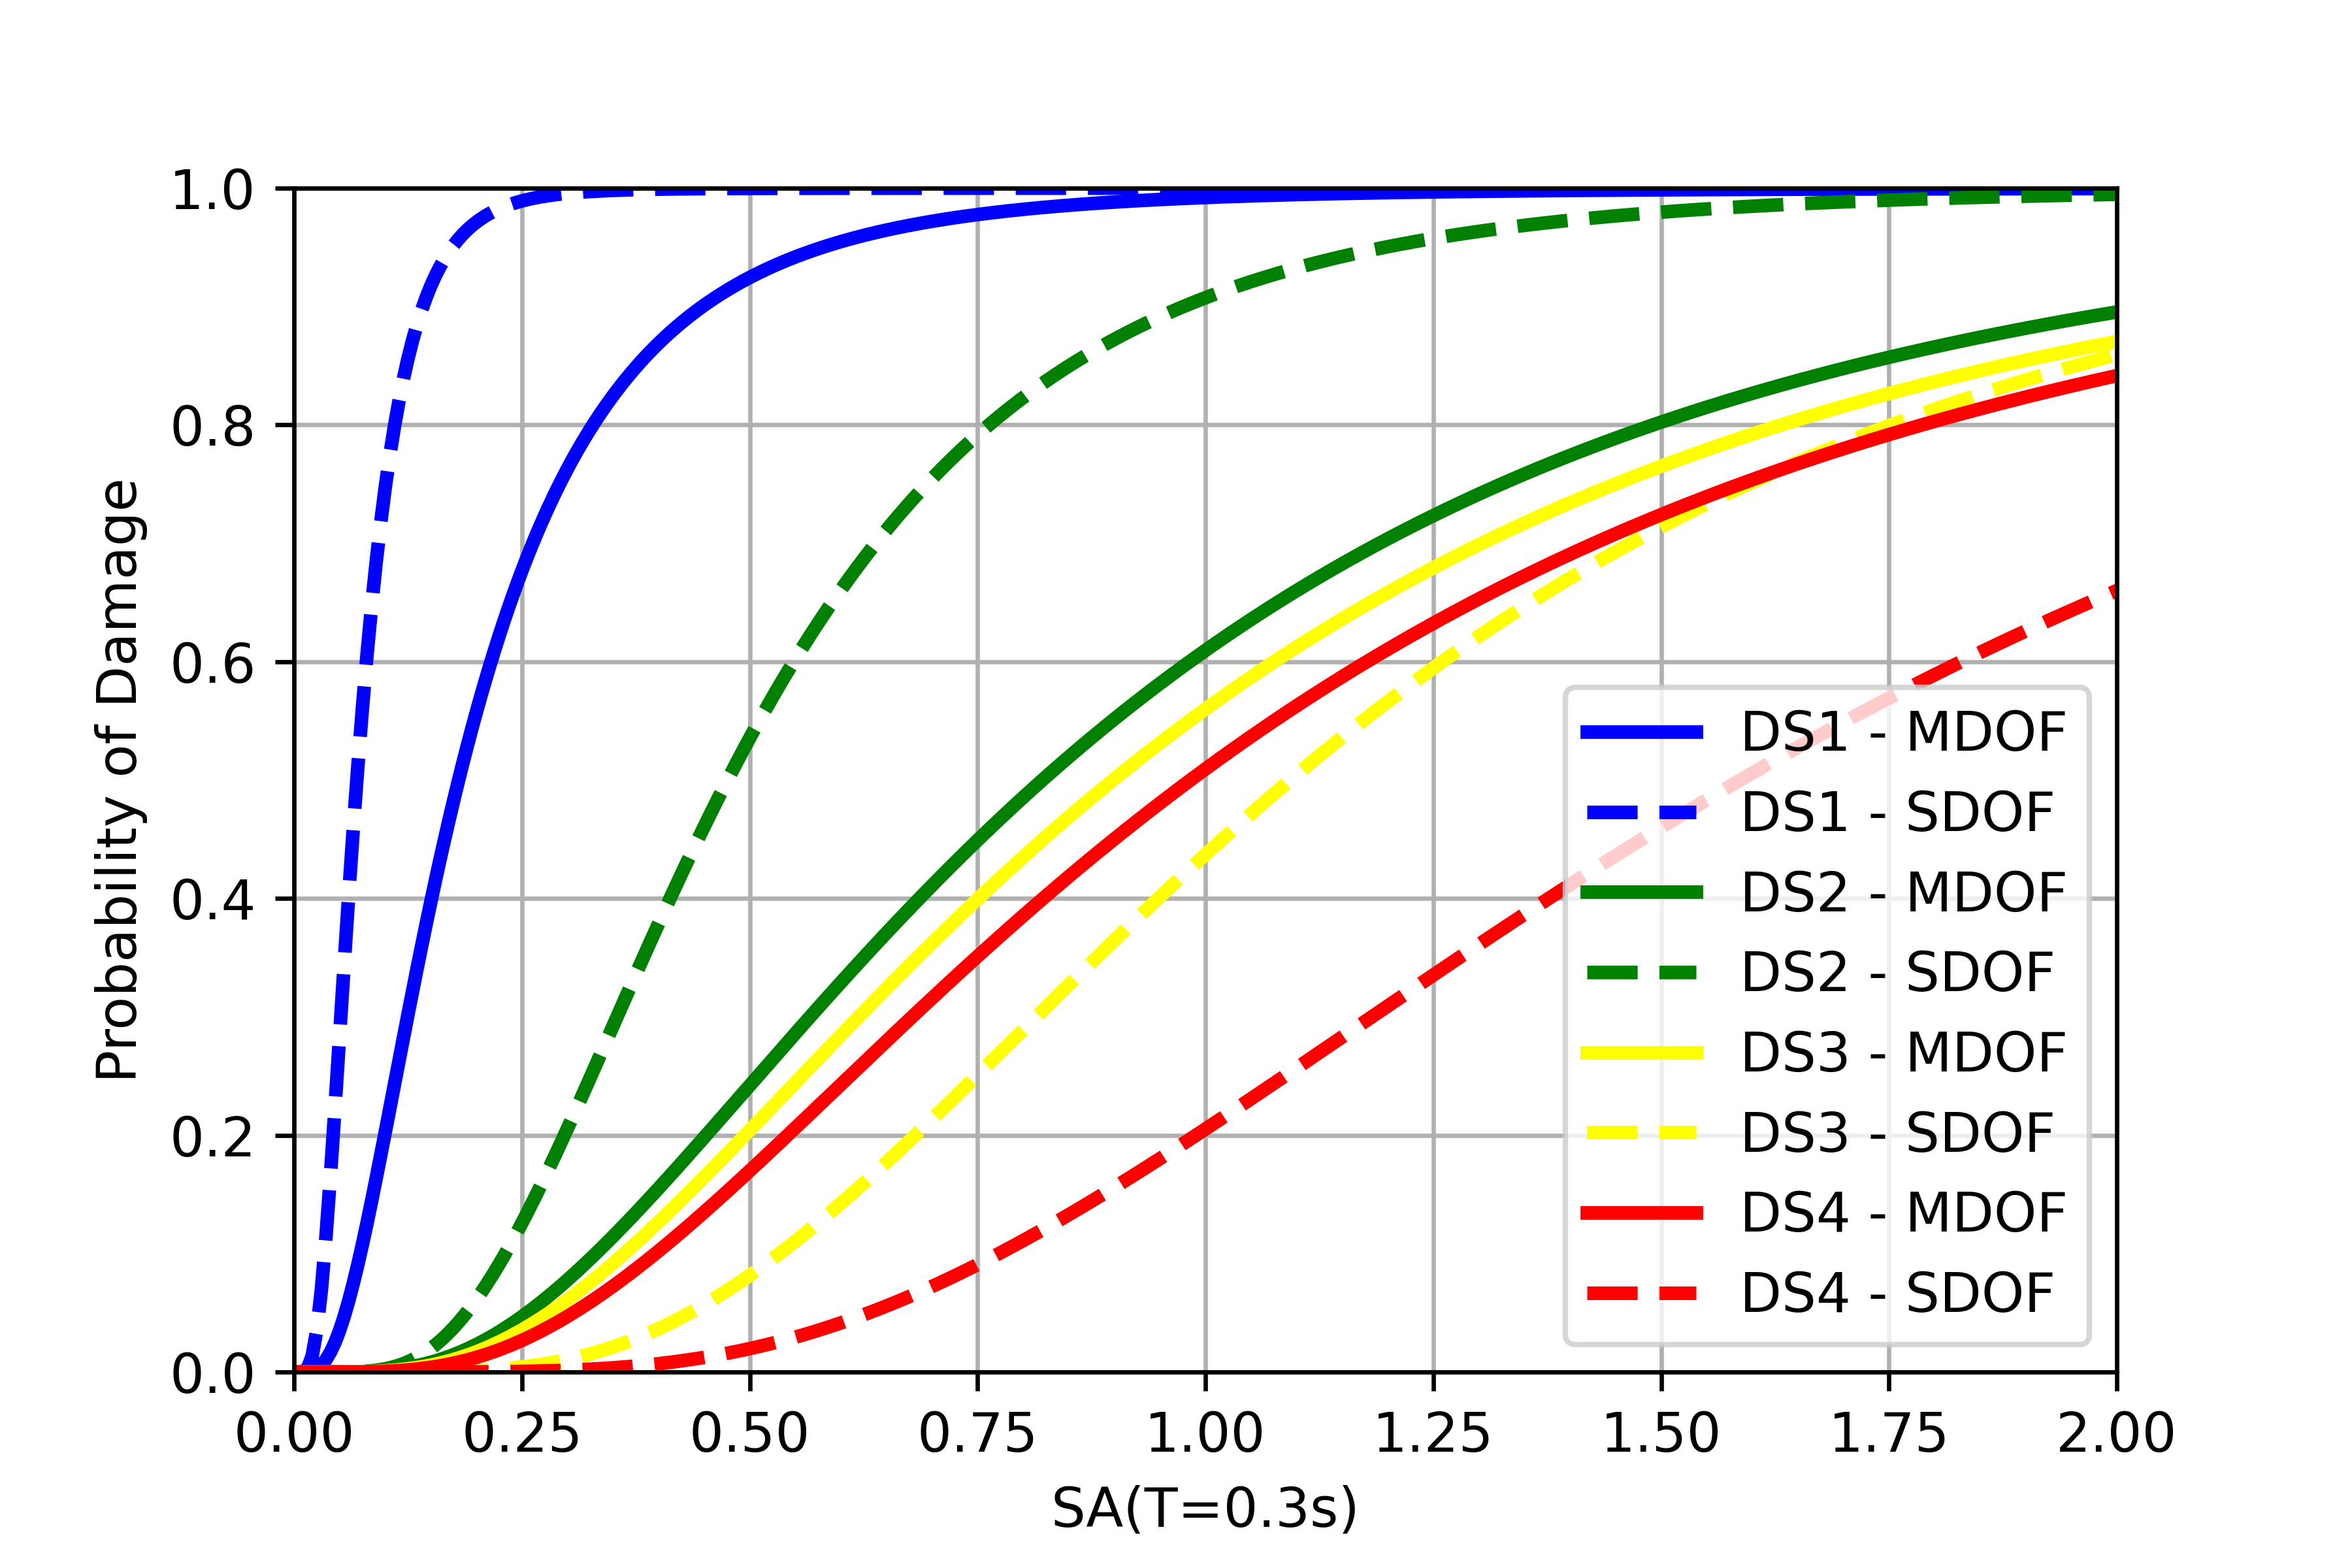 1.0
0.8
0.6
0.4
0.2
0.0
Probability of Damage
0.00 0.25 0.50 0.75 1.00 1.25 1.50 1.75 2.00
SA(T=0.3s)
DS1 - MDOF
DS1 - SDOF
DS2 - MDOF
DS2 - SDOF
DS3 - MDOF
DS3 - SDOF
DS4 - MDOF
DS4 - SDOF